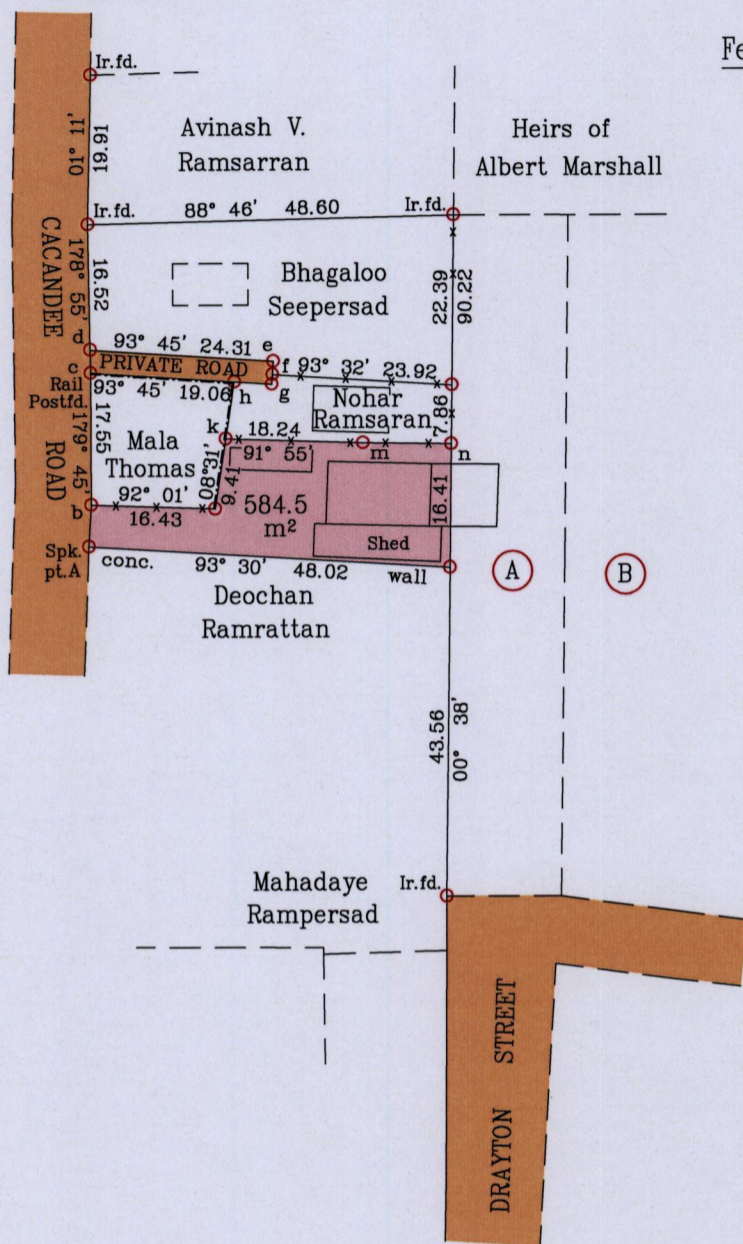 Fe
Ir.fd.
Avinash V.
Ramsarran
Heirs of
Albert Marshall
19.91
01° 11'
Ir.fd.
88° 46' 48.60
Ir.fd.
CACANDEE ROAD
178° 55'
16.52
Bhagaloo
Seepersad
22.39
90.22
d
93° 45' 24.31
e
PRIVATE ROAD
c
f
93° 32' 23.92
g
Rail
Postfd.
93° 45' 19.06
h
Nohar
Ramsaran
7.86
179° 45'
17.55
Mala
Thomas
k
18.24
91° 55'
m
n
08°31'
9.41
584.5
m²
16.41
b
92° 01'
16.43
Shed
Spk.
pt.A
conc.
93° 30' 48.02
wall
A
B
Deochan
Ramrattan
43.56
00° 38'
Mahadaye
Rampersad
Ir.fd.
DRAYTON STREET